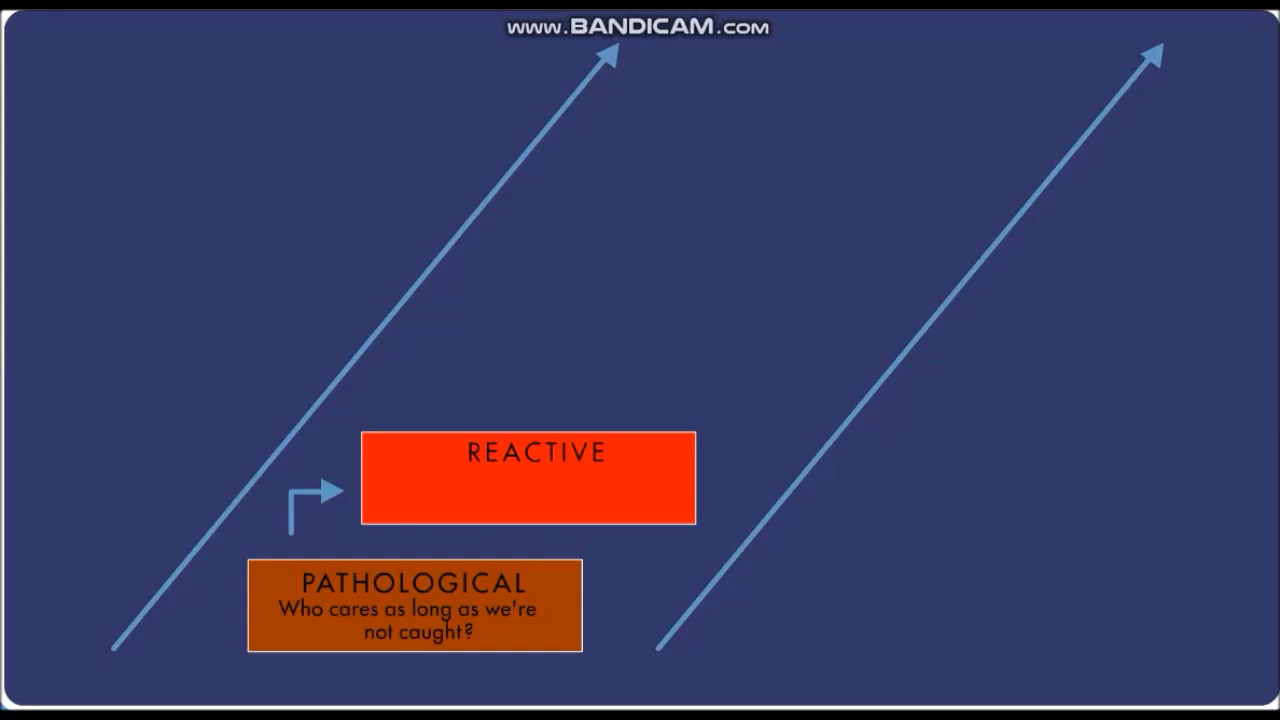 www.BANDICAM.com
REACTIVE
PATHOLOGICAL
Who cares as long as we're
not caught?